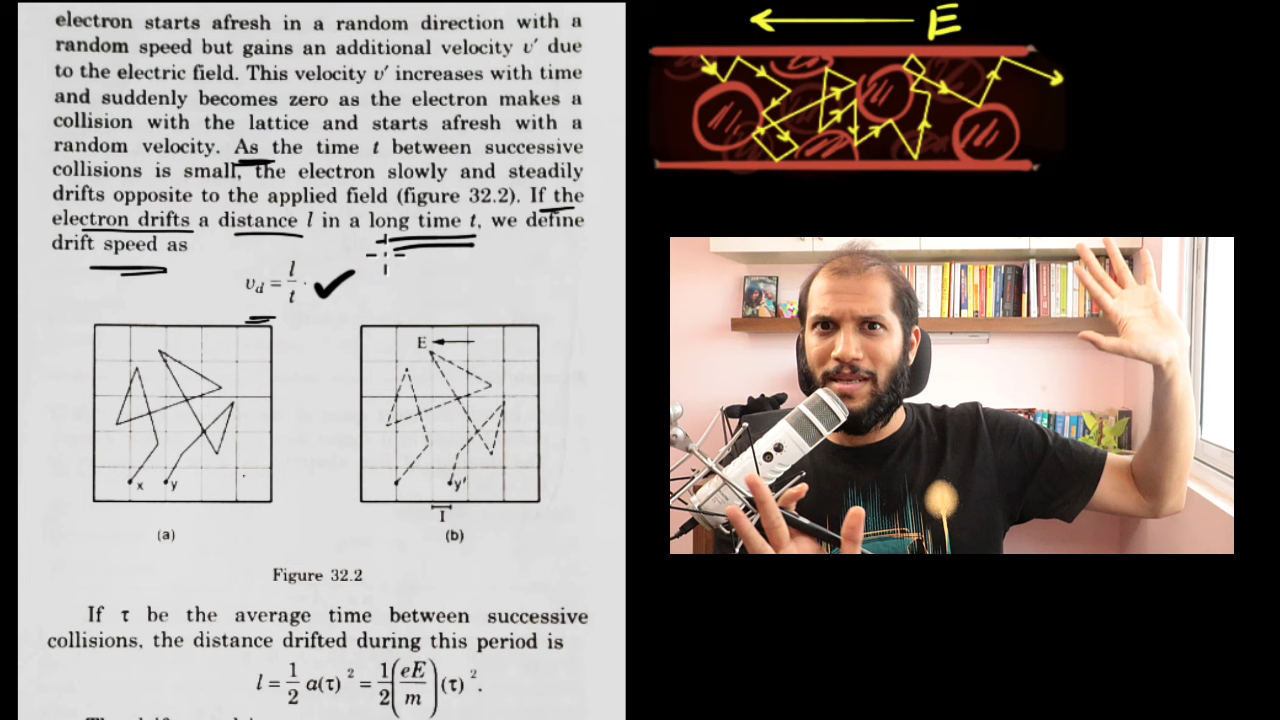 electron starts afresh in a random direction with a
random speed but gains an additional velocity υ′ due
to the electric field. This velocity υ′ increases with time
and suddenly becomes zero as the electron makes a
collision with the lattice and starts afresh with a
random velocity. As the time t between successive
collisions is small, the electron slowly and steadily
drifts opposite to the applied field (figure 32.2). If the
electron drifts a distance l in a long time t, we define
drift speed as
υd = l/t ·
E
x y
(a)
E
y′
I
(b)
Figure 32.2
If τ be the average time between successive
collisions, the distance drifted during this period is
l = 1/2 a(τ)² = 1/2 (eE/m) (τ)².
E